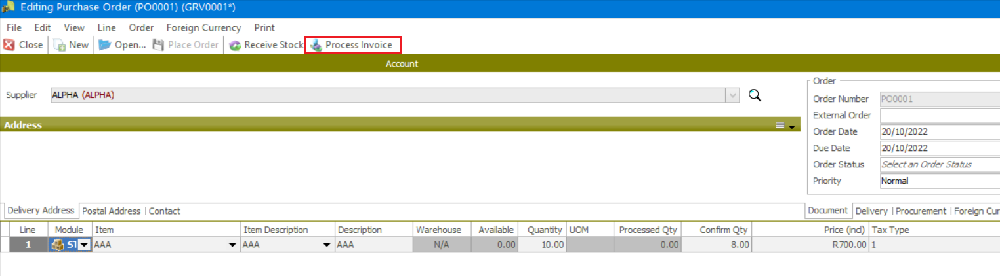 Editing Purchase Order (PO0001) (GRV0001*)
File Edit View Line Order Foreign Currency Print
Close New Open... Place Order Receive Stock Process Invoice
Account
Supplier ALPHA (ALPHA)
Order
Order Number PO0001
External Order
Order Date 20/10/2022
Due Date 20/10/2022
Order Status Select an Order Status
Priority Normal
Address
Delivery Address Postal Address | Contact
Document Delivery | Procurement | Foreign Cur
Line Module Item Item Description Description Warehouse Available Quantity UOM Processed Qty Confirm Qty Price (incl) Tax Type
1 ST AAA AAA AAA N/A 0.00 10.00 0.00 8.00 R700.00 1